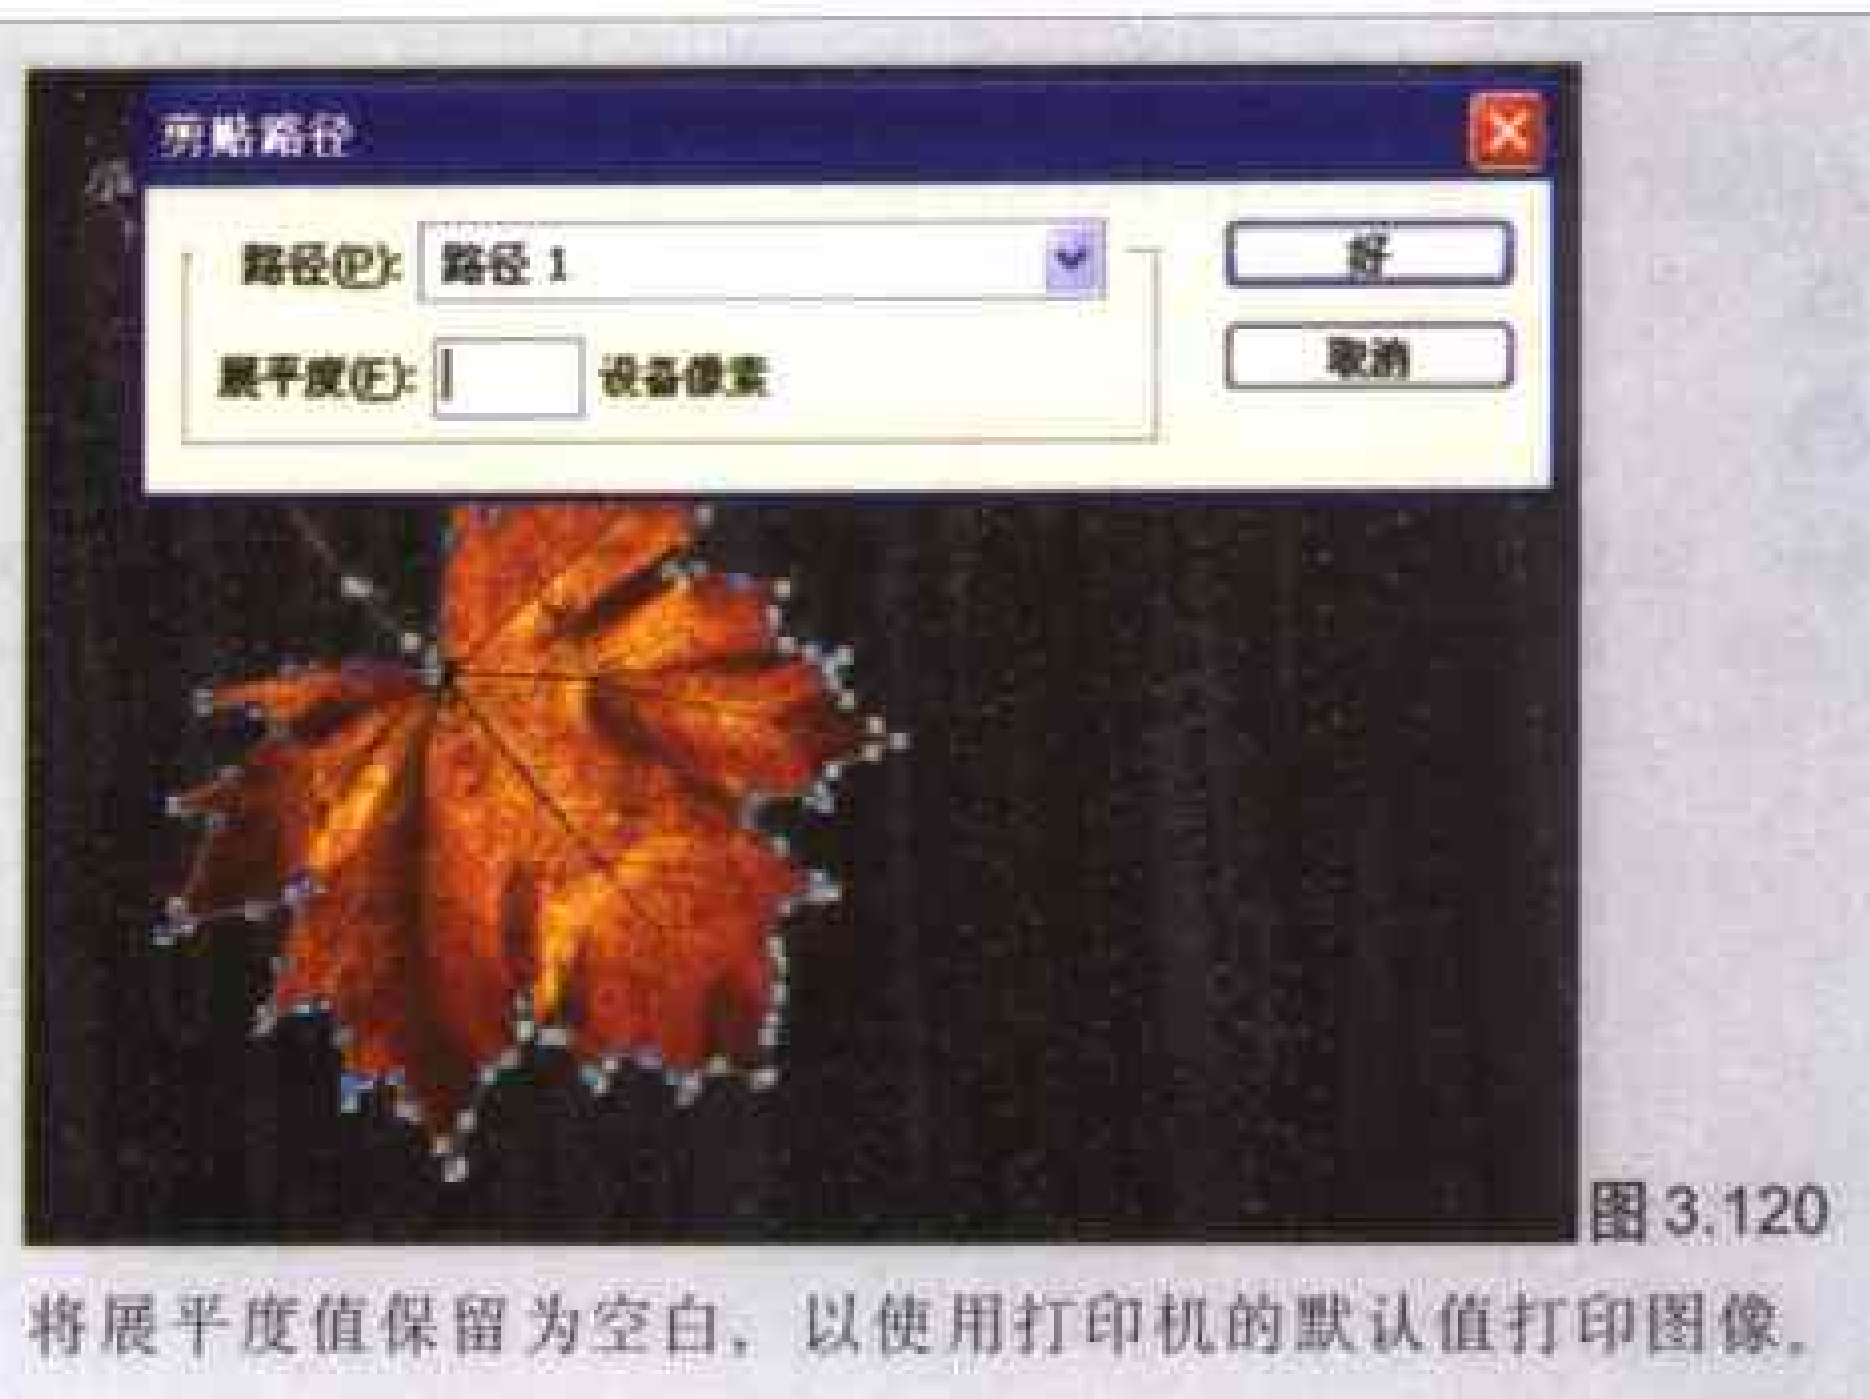 剪贴路径
路径(P): 路径 1
好
展平度(F): 设备像素
取消
图 3.120
将展平度值保留为空白，以使用打印机的默认值打印图像。